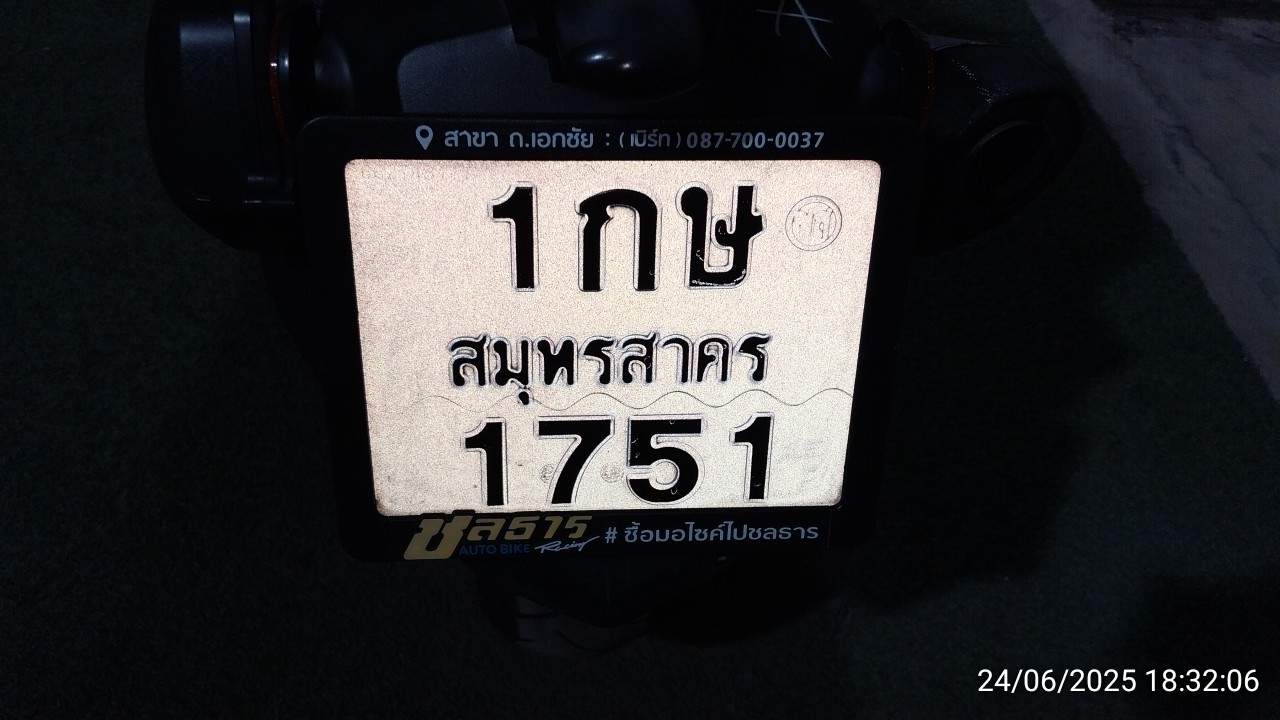 สาขา ถ.เอกชัย : (เบิร์ท) 087-700-0037
1กษ
สมุทรสาคร
1751
ชลธาร
AUTO BIKE Racing
# ซื้อมอไซค์ไปชลธาร
24/06/2025 18:32:06